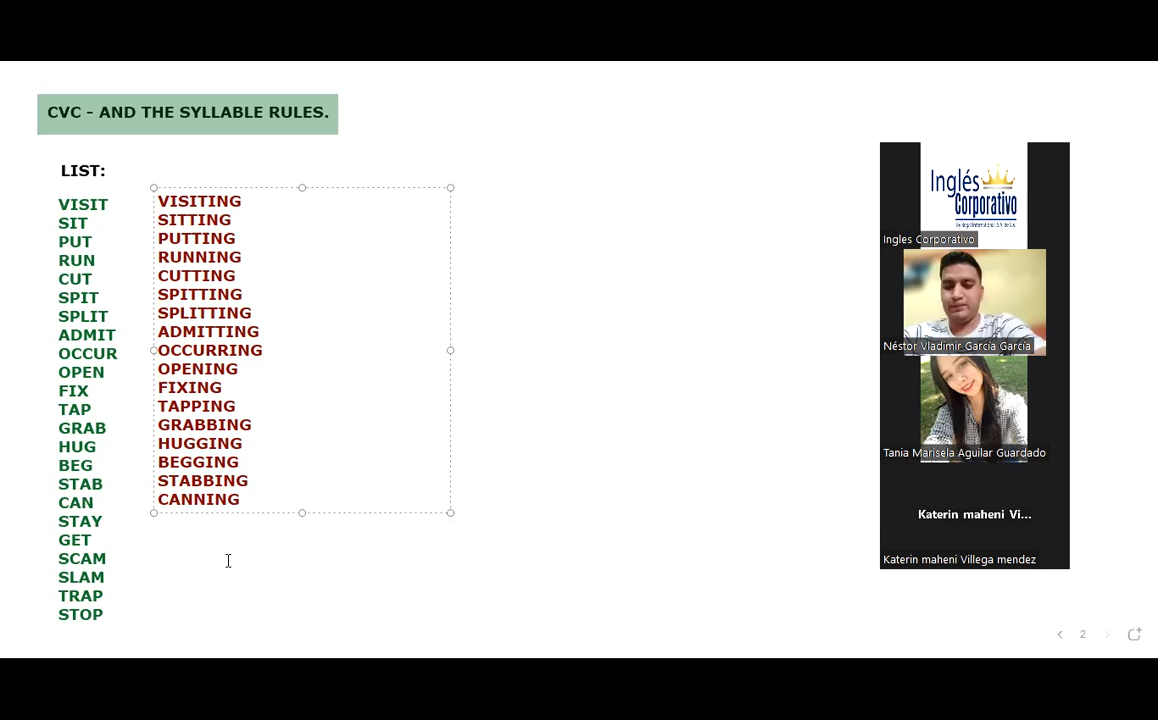 CVC - AND THE SYLLABLE RULES.
LIST:
VISIT
SIT
PUT
RUN
CUT
SPIT
SPLIT
ADMIT
OCCUR
OPEN
FIX
TAP
GRAB
HUG
BEG
STAB
CAN
STAY
GET
SCAM
SLAM
TRAP
STOP
VISITING
SITTING
PUTTING
RUNNING
CUTTING
SPITTING
SPLITTING
ADMITTING
OCCURRING
OPENING
FIXING
TAPPING
GRABBING
HUGGING
BEGGING
STABBING
CANNING
Inglés
Corporativo
Ingles Corporativo
Néstor Vladimir García García
Tania Marisela Aguilar Guardado
Katerin maheni Vi...
Katerin maheni Villega mendez
2